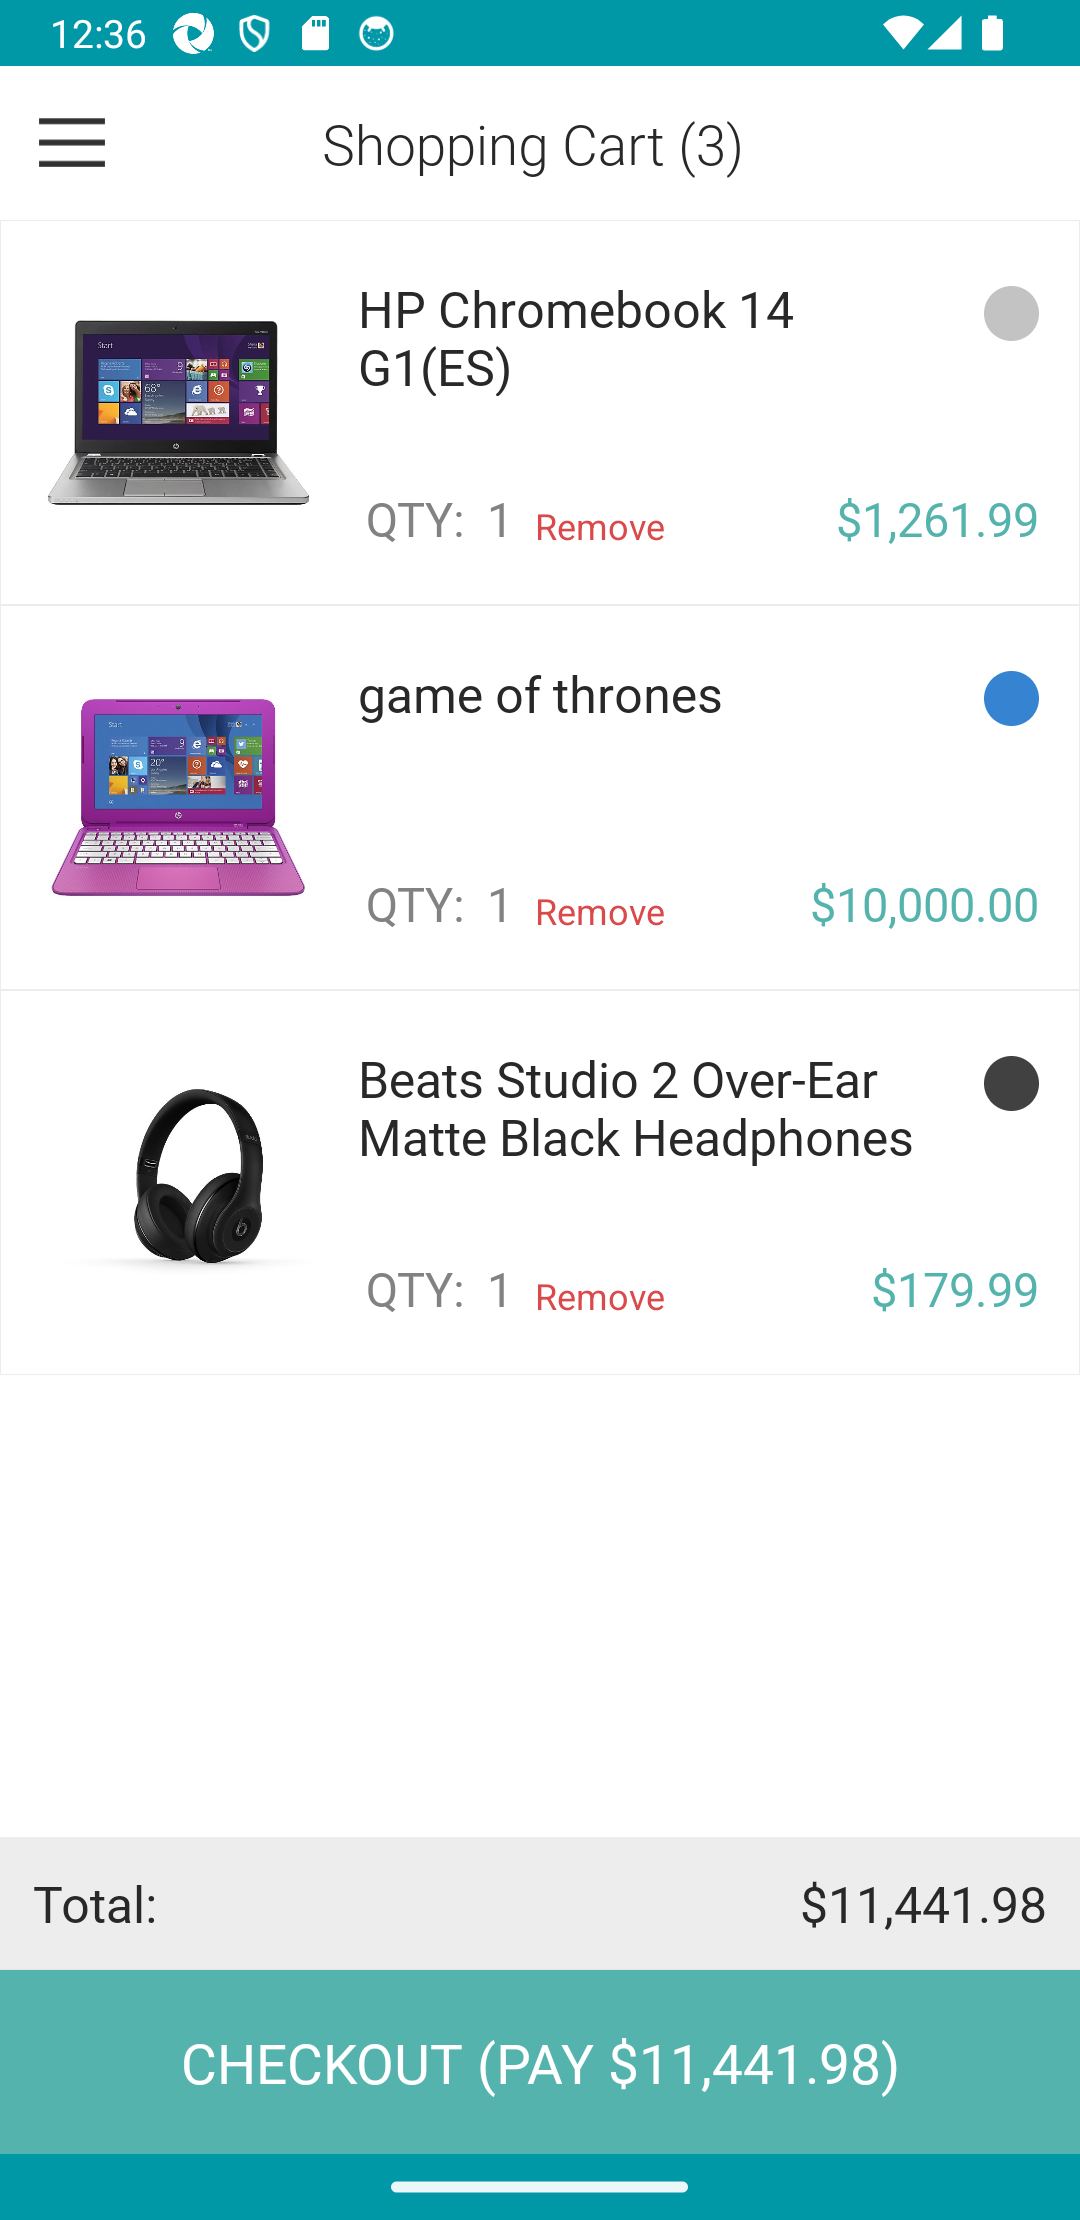 12:36
Shopping Cart (3)
HP Chromebook 14
G1(ES)
QTY: 1 Remove $1,261.99
game of thrones
QTY: 1 Remove $10,000.00
Beats Studio 2 Over-Ear
Matte Black Headphones
QTY: 1 Remove $179.99
Total: $11,441.98
CHECKOUT (PAY $11,441.98)